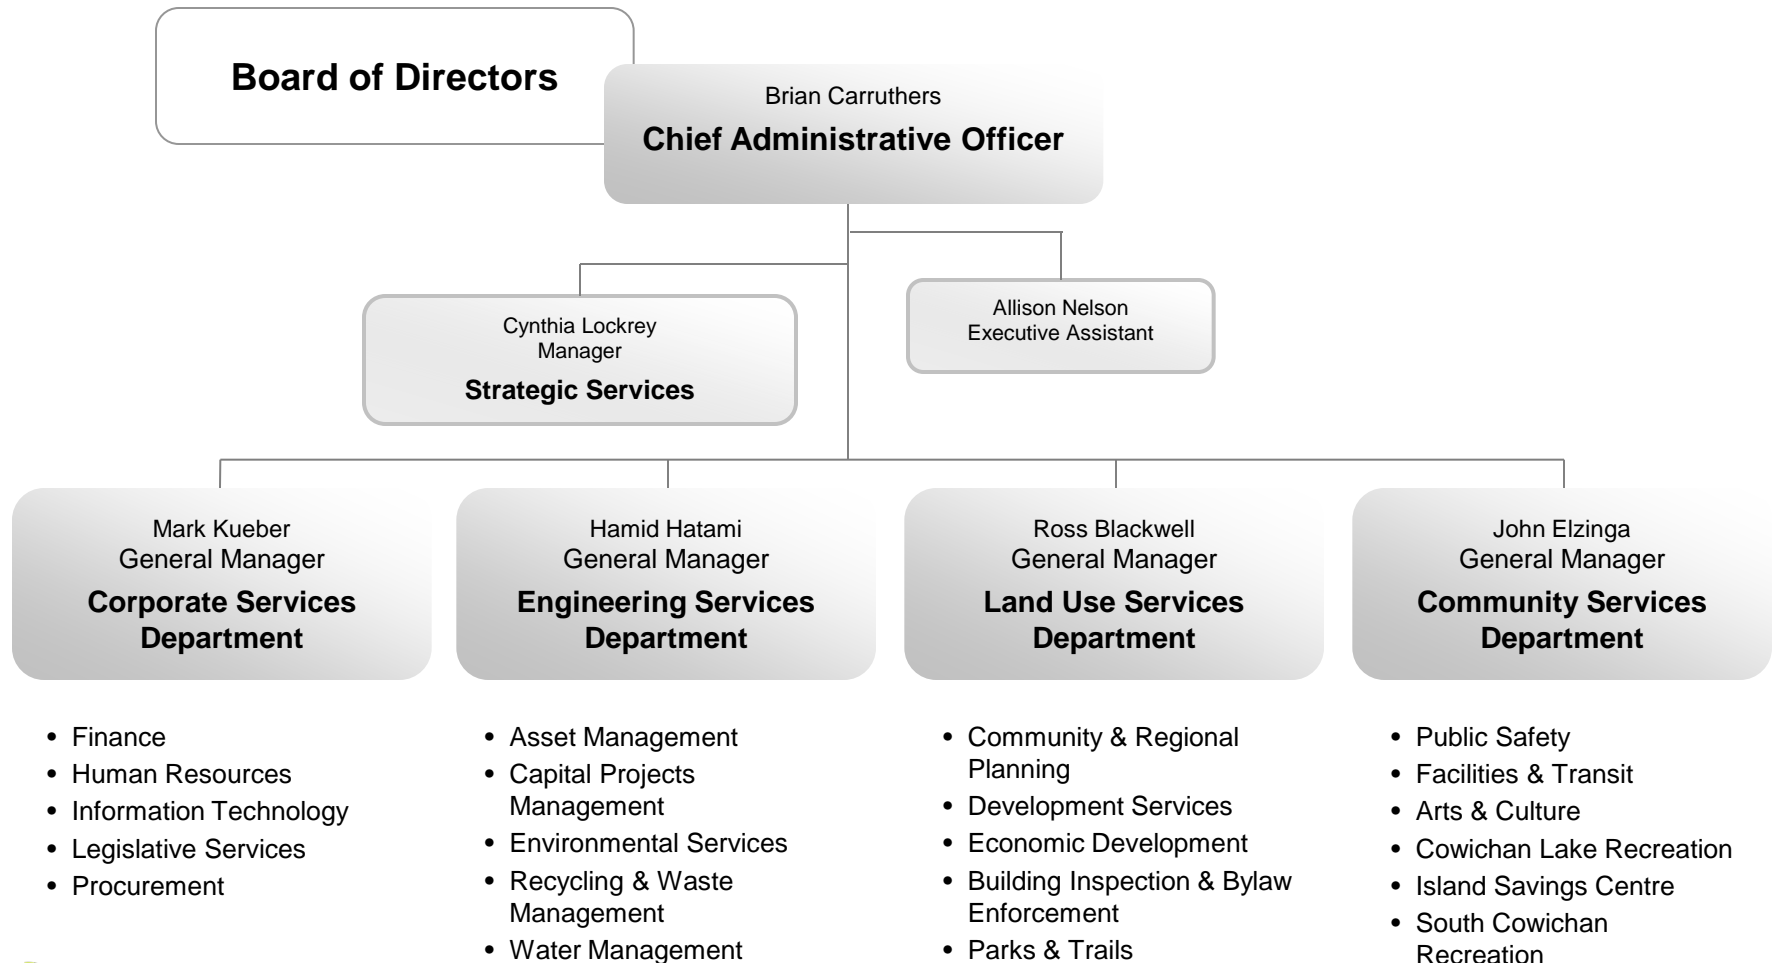 Board of Directors
Brian Carruthers
Chief Administrative Officer
Cynthia Lockrey
Manager
Strategic Services
Allison Nelson
Executive Assistant
Mark Kueber
General Manager
Corporate Services
Department
Hamid Hatami
General Manager
Engineering Services
Department
Ross Blackwell
General Manager
Land Use Services
Department
John Elzinga
General Manager
Community Services
Department
• Finance
• Human Resources
• Information Technology
• Legislative Services
• Procurement
• Asset Management
• Capital Projects
Management
• Environmental Services
• Recycling & Waste
Management
• Water Management
• Community & Regional
Planning
• Development Services
• Economic Development
• Building Inspection & Bylaw
Enforcement
• Parks & Trails
• Public Safety
• Facilities & Transit
• Arts & Culture
• Cowichan Lake Recreation
• Island Savings Centre
• South Cowichan
Recreation